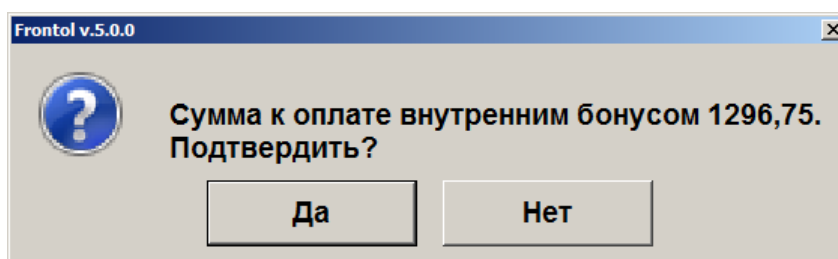 Frontol v.5.0.0
Сумма к оплате внутренним бонусом 1296,75.
Подтвердить?
Да
Нет